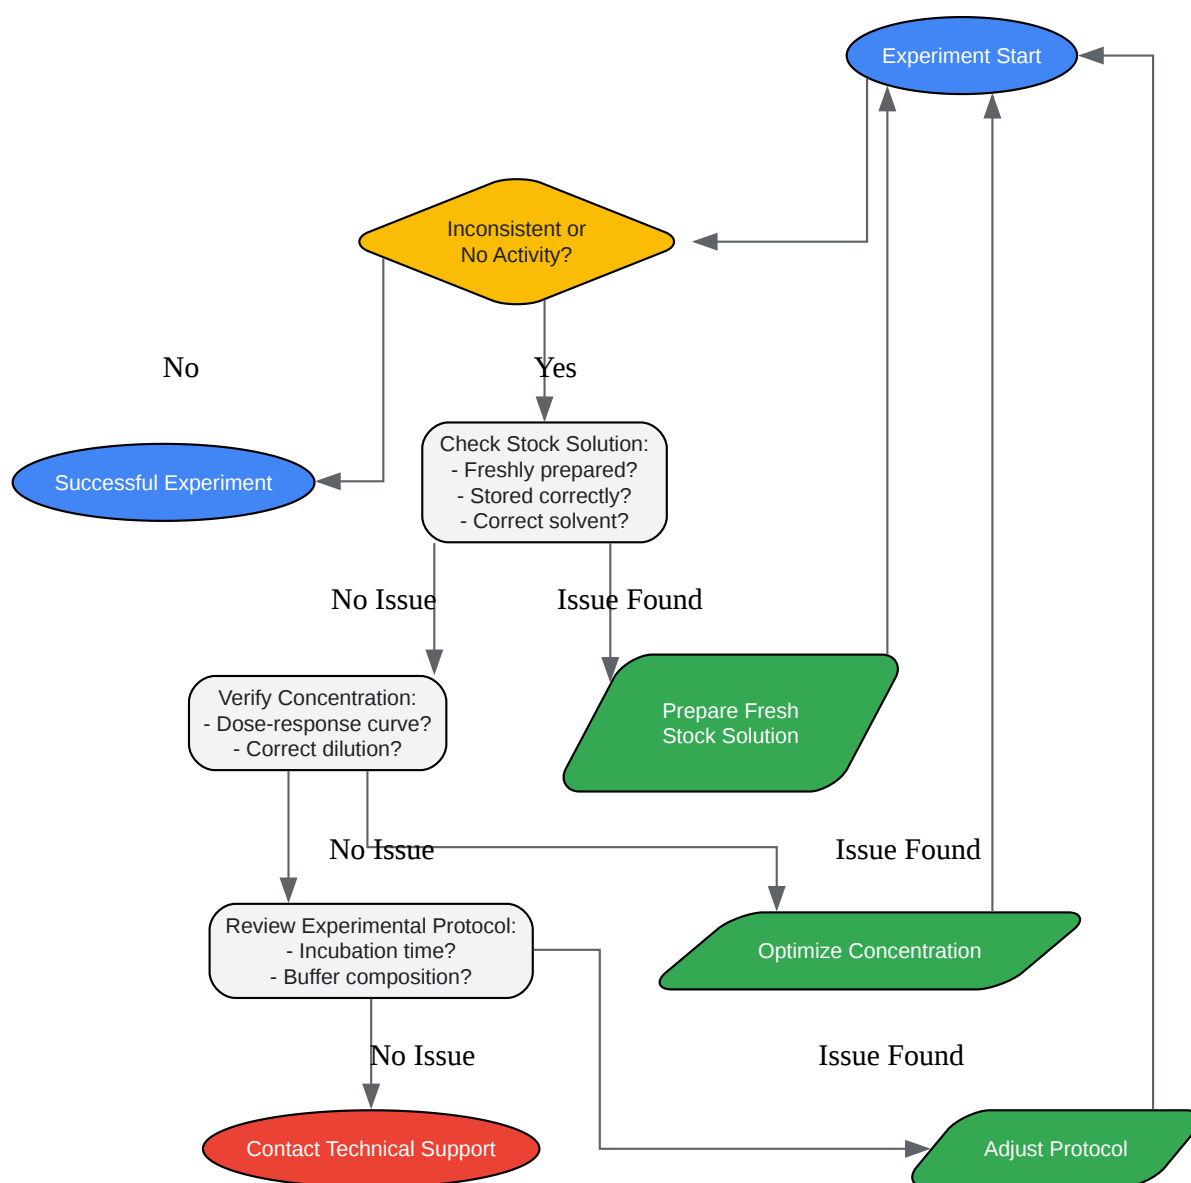 Experiment Start
Inconsistent or
No Activity?
No
Yes
Check Stock Solution:
- Freshly prepared?
- Stored correctly?
- Correct solvent?
Successful Experiment
No Issue
Issue Found
Verify Concentration:
- Dose-response curve?
- Correct dilution?
Prepare Fresh
Stock Solution
No Issue
Issue Found
Review Experimental Protocol:
- Incubation time?
- Buffer composition?
Optimize Concentration
No Issue
Issue Found
Contact Technical Support
Adjust Protocol